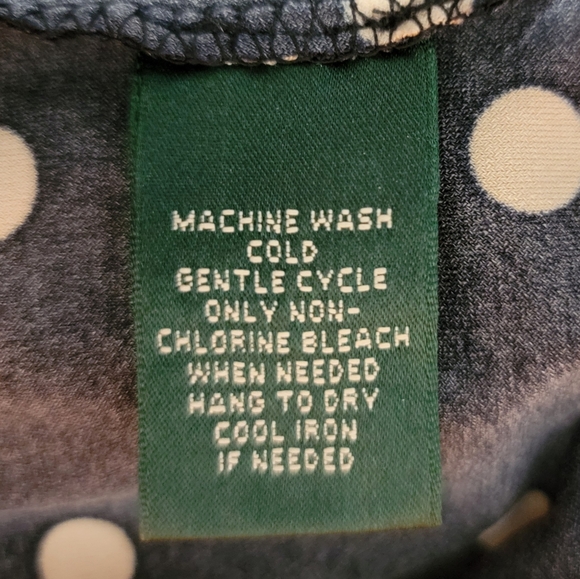 MACHINE WASH
COLD
GENTLE CYCLE
ONLY NON-
CHLORINE BLEACH
WHEN NEEDED
HANG TO DRY
COOL IRON
IF NEEDED